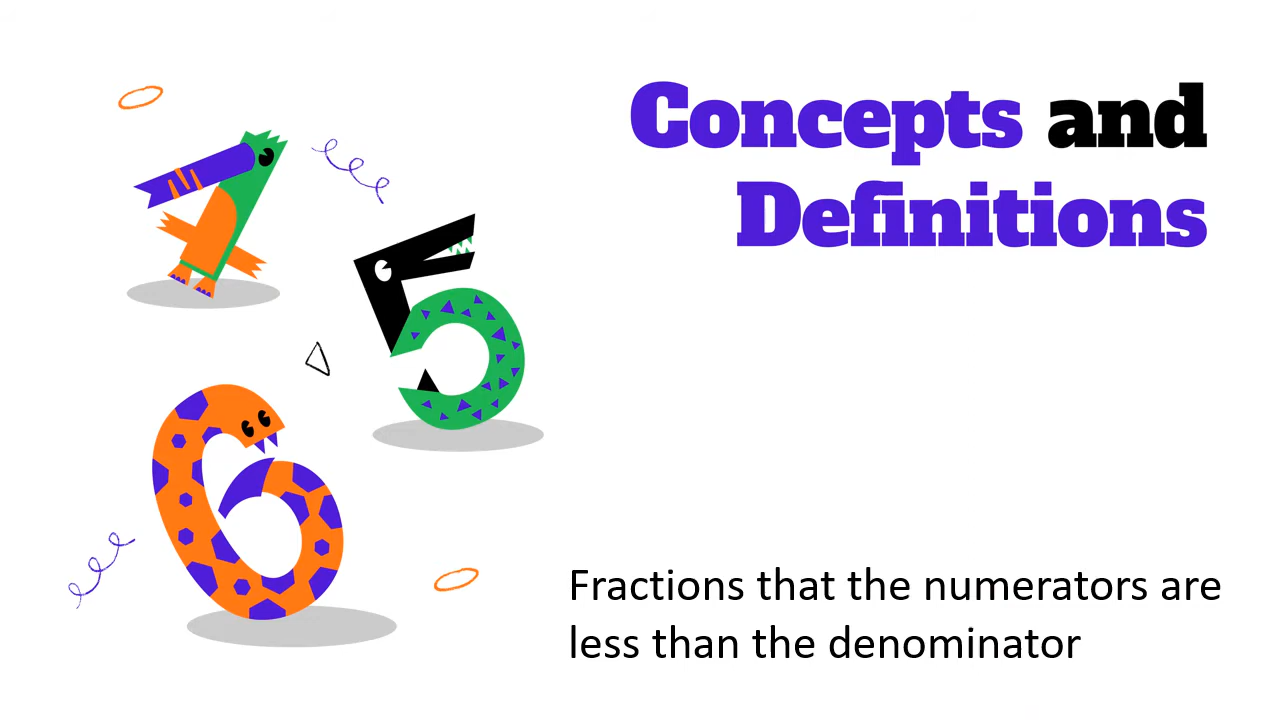 Concepts and
Definitions
Fractions that the numerators are
less than the denominator